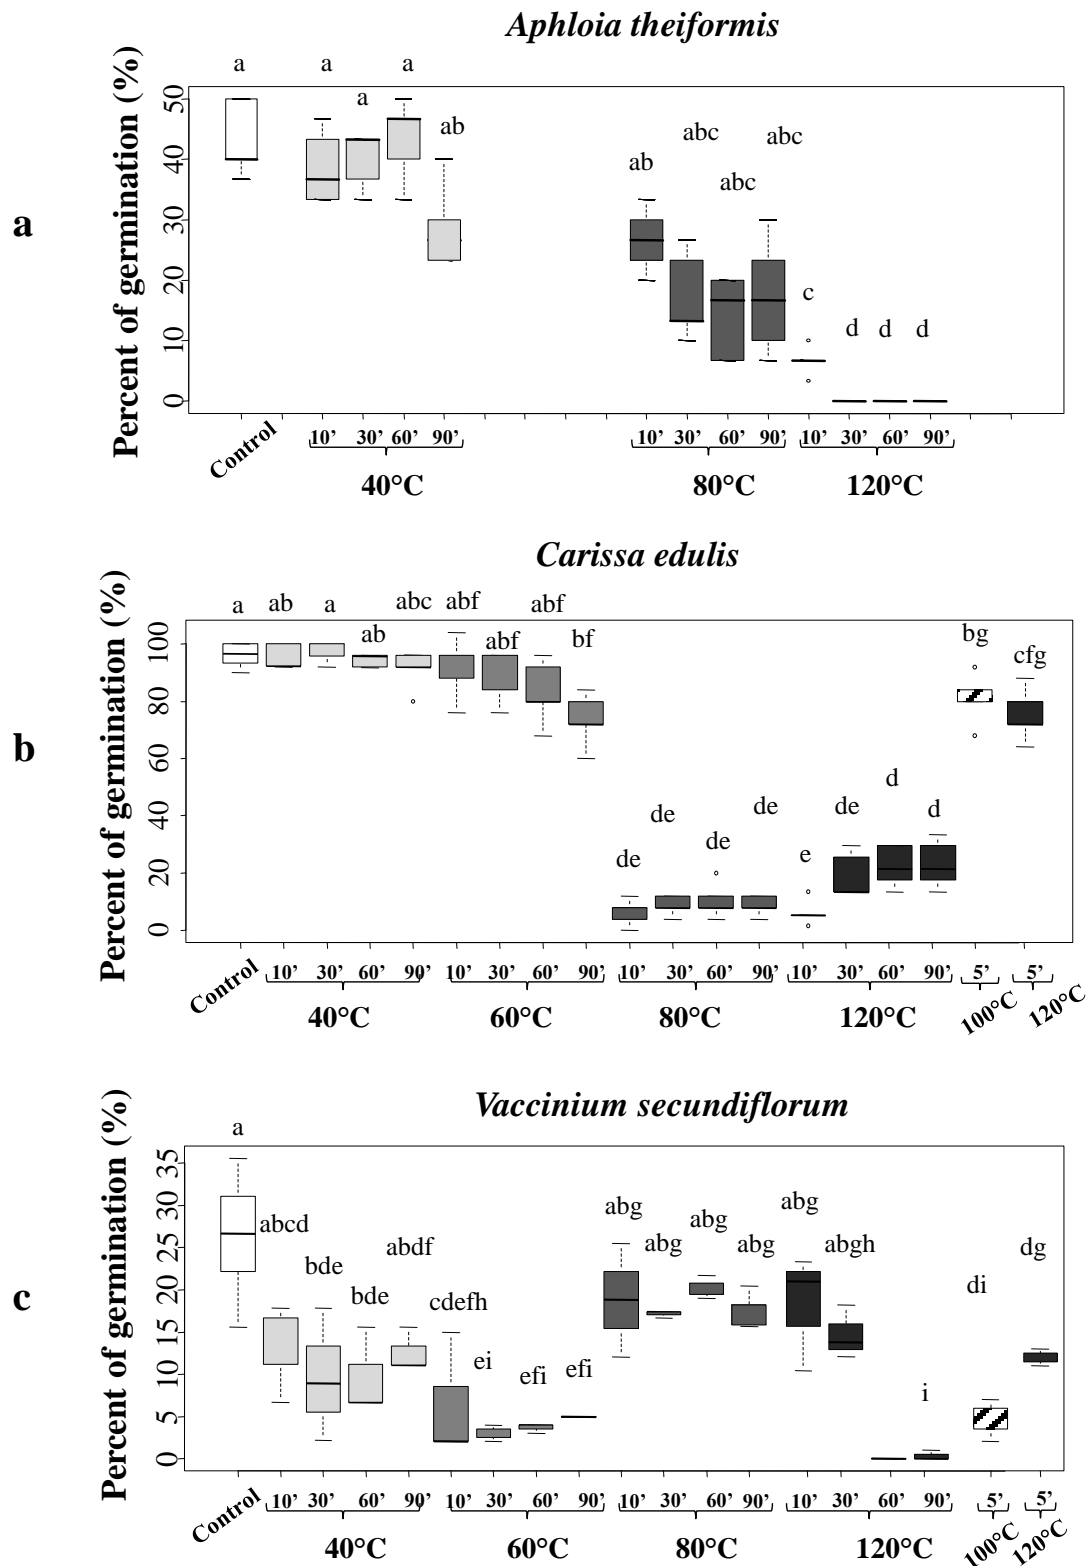 Aphloia theiformis
a
Percent of germination (%)
50
40
30
20
10
0
a a a a ab ab abc abc abc c d d d
Control 10’ 30’ 60’ 90’ 10’ 30’ 60’ 90’ 10’ 30’ 60’ 90’
40°C 80°C 120°C
Carissa edulis
b
Percent of germination (%)
100
80
60
40
20
0
a ab a ab abc abf abf abf bf de de de de e de d d bg cfg
Control 10’ 30’ 60’ 90’ 10’ 30’ 60’ 90’ 10’ 30’ 60’ 90’ 10’ 30’ 60’ 90’ 5’ 5’
40°C 60°C 80°C 120°C 100°C 120°C
Vaccinium secundiflorum
c
Percent of germination (%)
35
30
25
20
15
10
5
0
a abcd bde bde abdf cdefh ei efi efi abg abg abg abg abg abgh i di dg
Control 10’ 30’ 60’ 90’ 10’ 30’ 60’ 90’ 10’ 30’ 60’ 90’ 10’ 30’ 60’ 90’ 5’ 5’
40°C 60°C 80°C 120°C 100°C 120°C